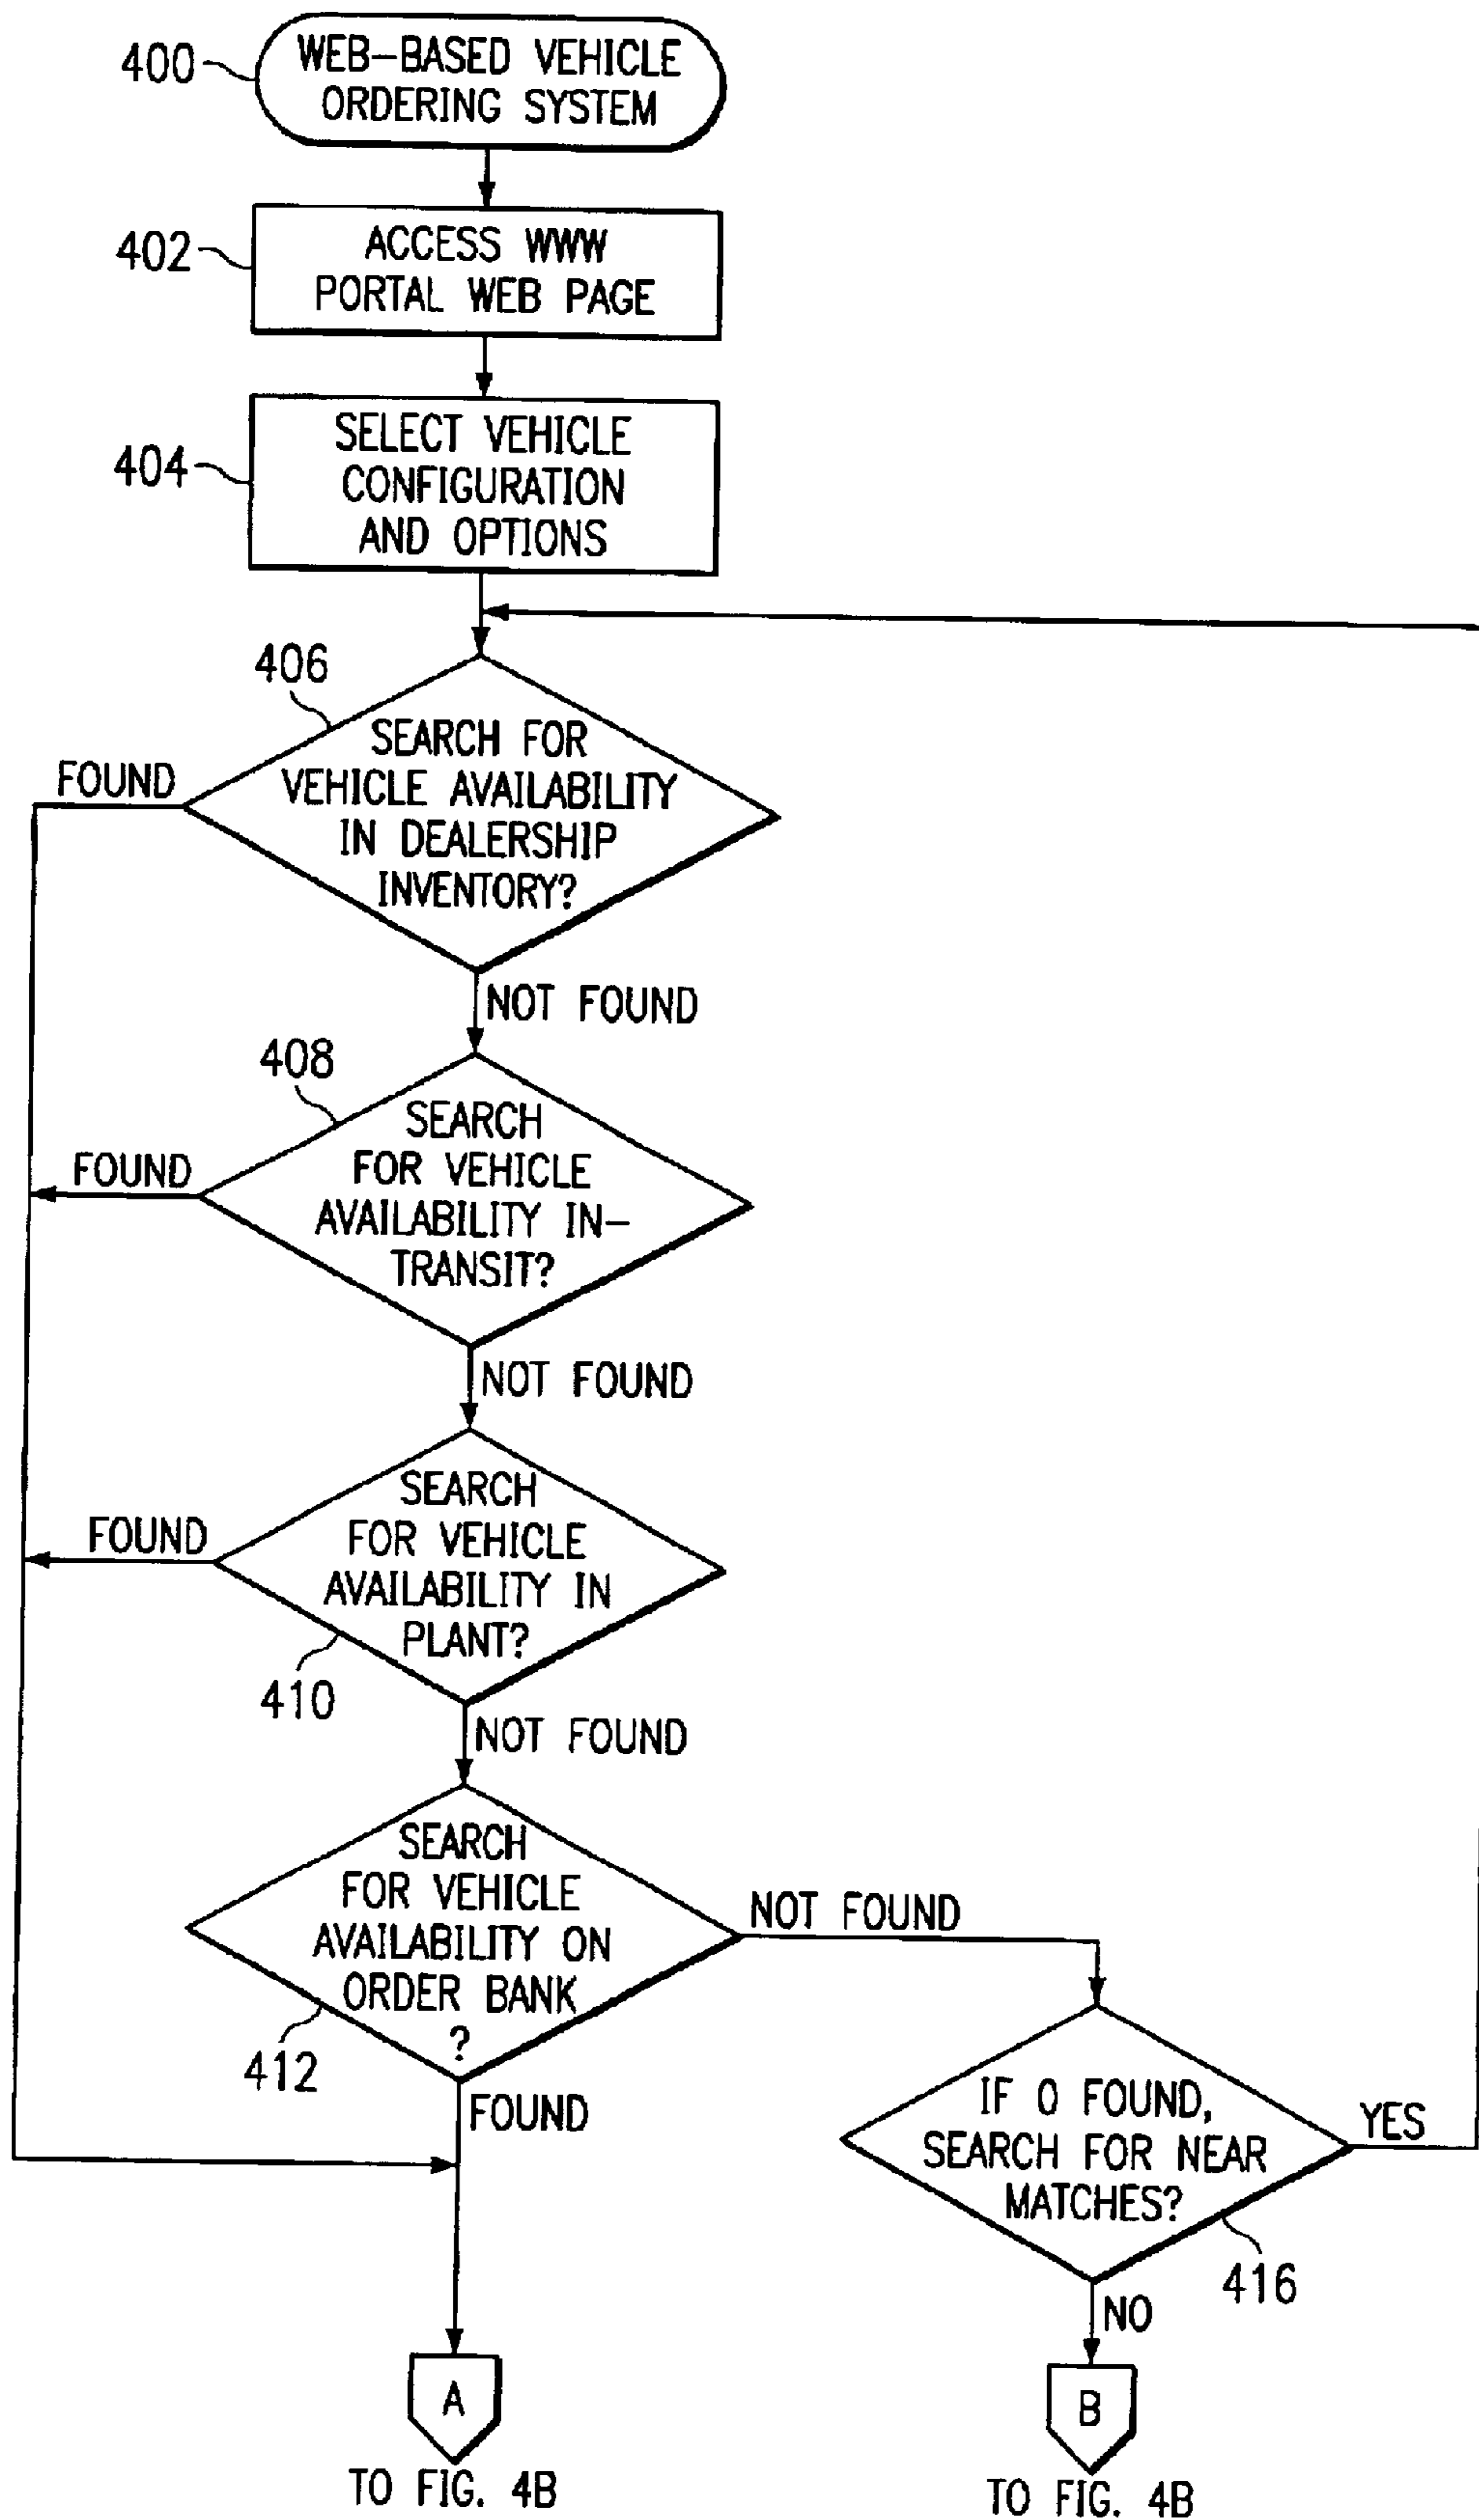 400
WEB-BASED VEHICLE
ORDERING SYSTEM
402
ACCESS WWW
PORTAL WEB PAGE
404
SELECT VEHICLE
CONFIGURATION
AND OPTIONS
406
SEARCH FOR
VEHICLE AVAILABILITY
IN DEALERSHIP
INVENTORY?
FOUND
NOT FOUND
408
SEARCH
FOR VEHICLE
AVAILABILITY IN-
TRANSIT?
FOUND
NOT FOUND
SEARCH
FOR VEHICLE
AVAILABILITY IN
PLANT?
FOUND
410
NOT FOUND
SEARCH
FOR VEHICLE
AVAILABILITY ON
ORDER BANK
?
412
NOT FOUND
FOUND
IF 0 FOUND,
SEARCH FOR NEAR
MATCHES?
YES
416
NO
A
TO FIG. 4B
B
TO FIG. 4B